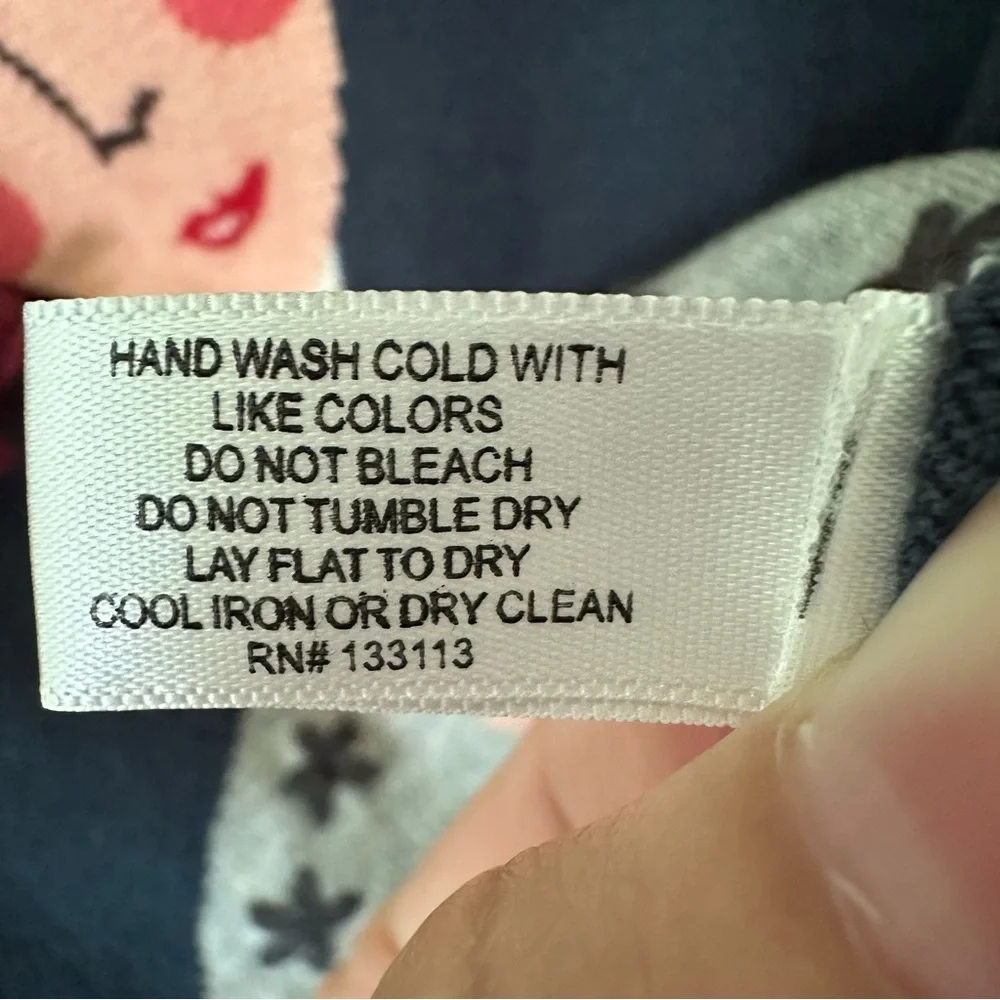 HAND WASH COLD WITH
LIKE COLORS
DO NOT BLEACH
DO NOT TUMBLE DRY
LAY FLAT TO DRY
COOL IRON OR DRY CLEAN
RN# 133113